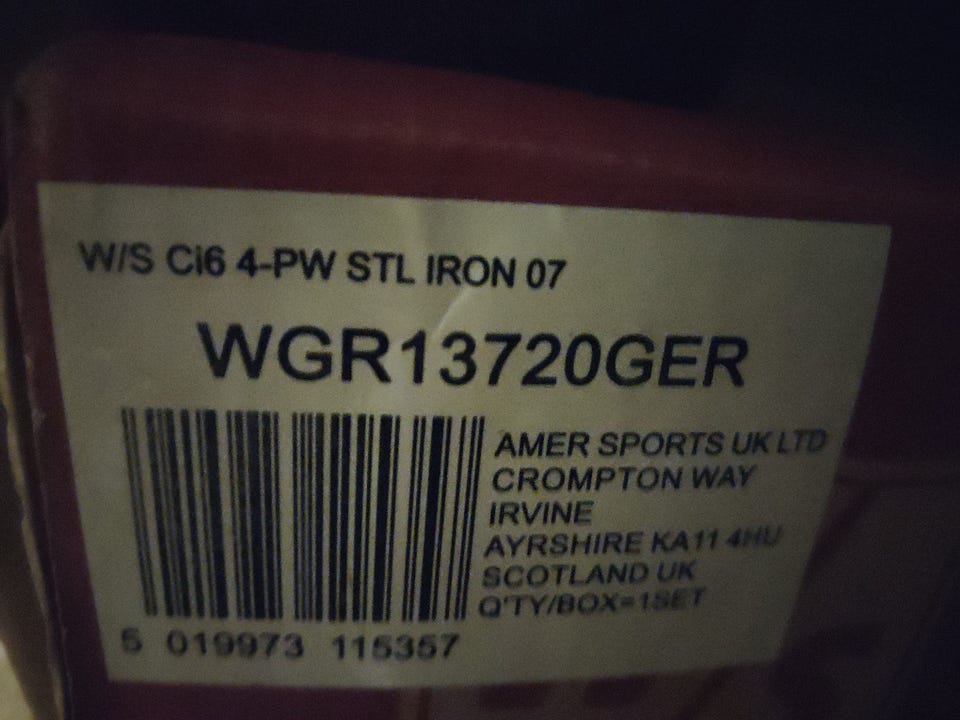 W/S Ci6 4-PW STL IRON 07
WGR13720GER
AMER SPORTS UK LTD
CROMPTON WAY
IRVINE
AYRSHIRE KA11 4HU
SCOTLAND UK
Q'TY/BOX=1SET
5 019973 115357